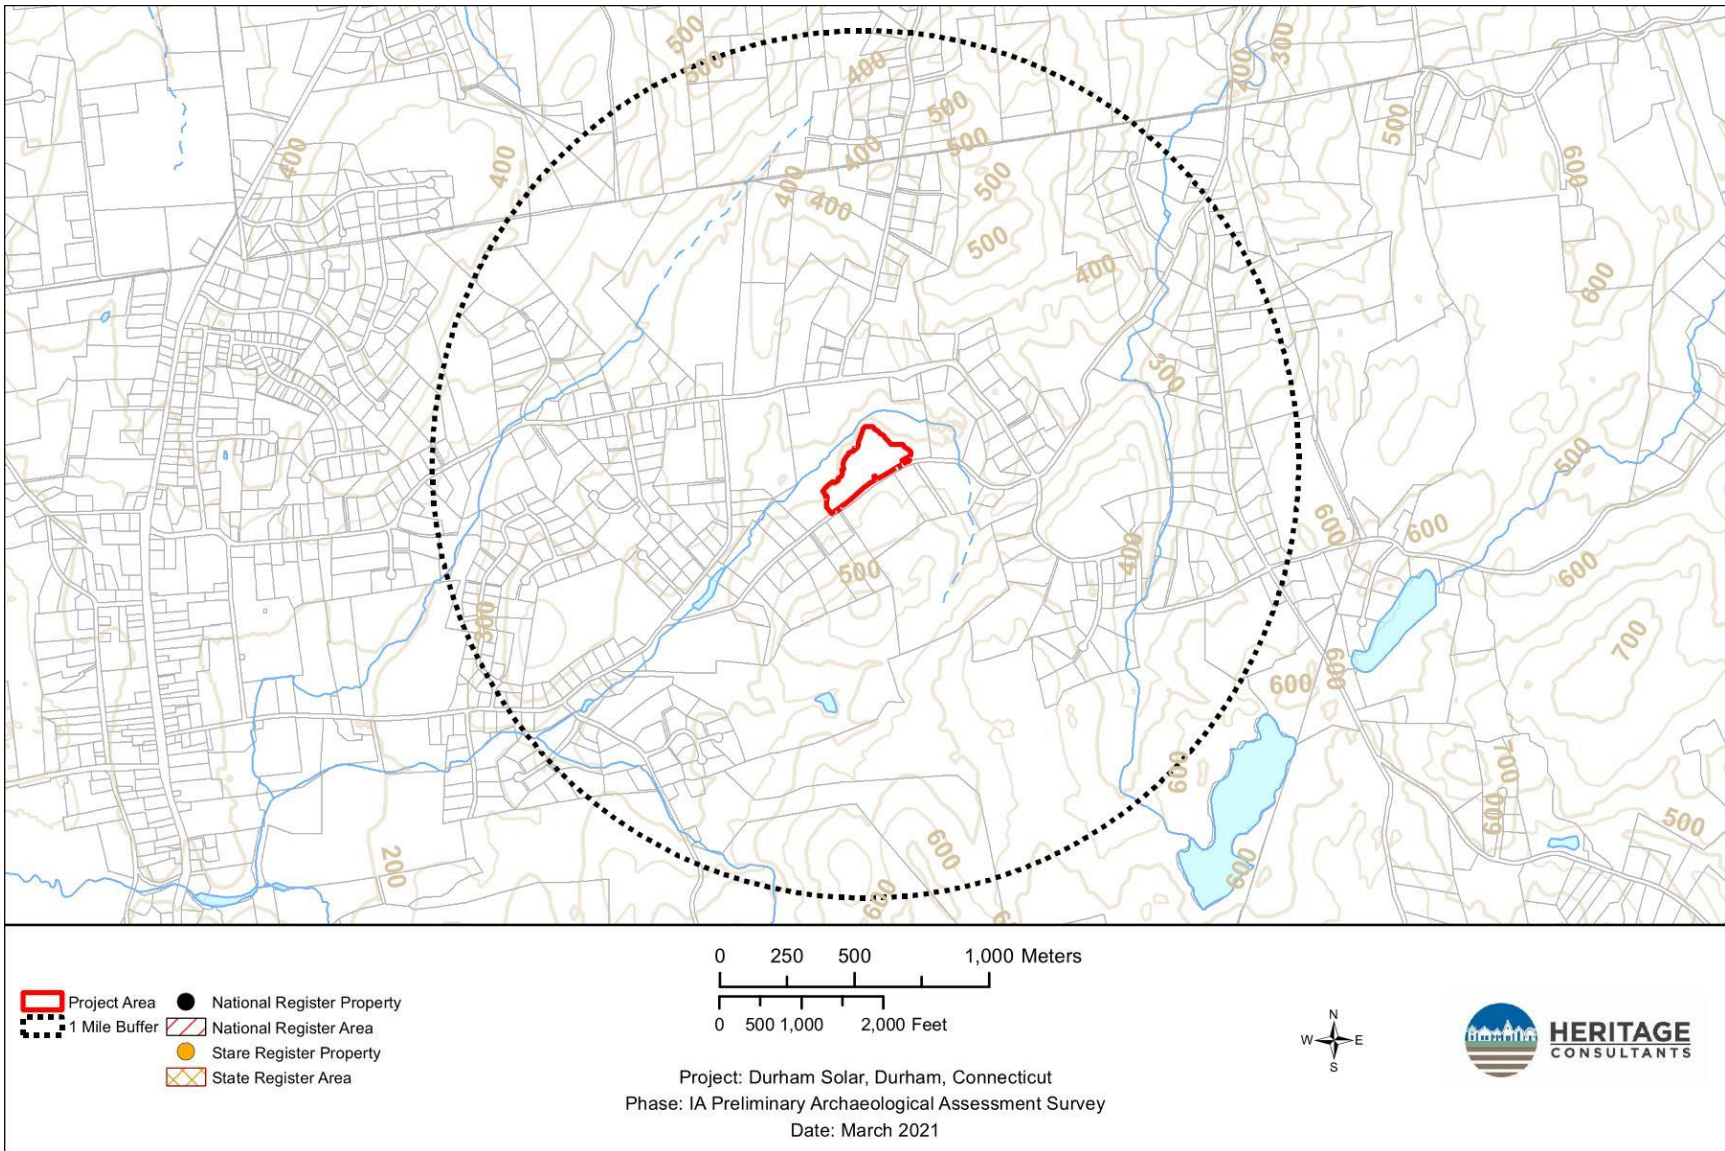 500
300
500
400
400
500
500
400
400
500
600
400
400
500
400
400
500
600
400
300
500
600
600
400
500
600
300
700
600
600
600
700
600
500
200
600
600
600
0 250 500 1,000 Meters
0 500 1,000 2,000 Feet
Project Area
1 Mile Buffer
National Register Property
National Register Area
Stare Register Property
State Register Area
Project: Durham Solar, Durham, Connecticut
Phase: IA Preliminary Archaeological Assessment Survey
Date: March 2021
N
W E
S
HERITAGE
CONSULTANTS